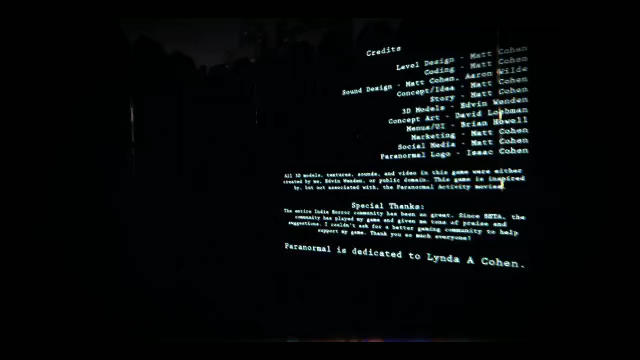 Credits
Level Design - Matt Cohen
Coding - Matt Cohen
Sound Design - Matt Cohen, Aaron Wilde
Concept/Idea - Matt Cohen
Story - Matt Cohen
3D Models - Edvin Wenden
Concept Art - David Lohbman
Menus/UI - Brian Howell
Marketing - Matt Cohen
Social Media - Matt Cohen
Paranormal Logo - Isaac Cohen
All 3D models, textures, sounds, and video in this game were either
created by me, Edvin Wenden, or public domain. This game is inspired
by, but not associated with, the Paranormal Activity movies.
Special Thanks:
The entire Indie Horror community has been so great. Since BETA, the
community has played my game and given me tons of praise and
suggestions. I couldn't ask for a better gaming community to help
support my game. Thank you so much everyone!
Paranormal is dedicated to Lynda A Cohen.